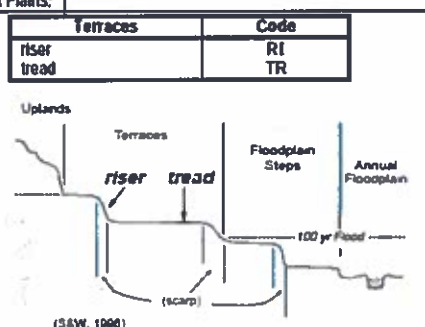 Plains:
Terraces Code
riser RI
tread TR
Uplands
Terraces
riser tread
Floodplain
Steps
Annual
Floodplain
100 yr Flood
(scarp)
(S&W, 1996)